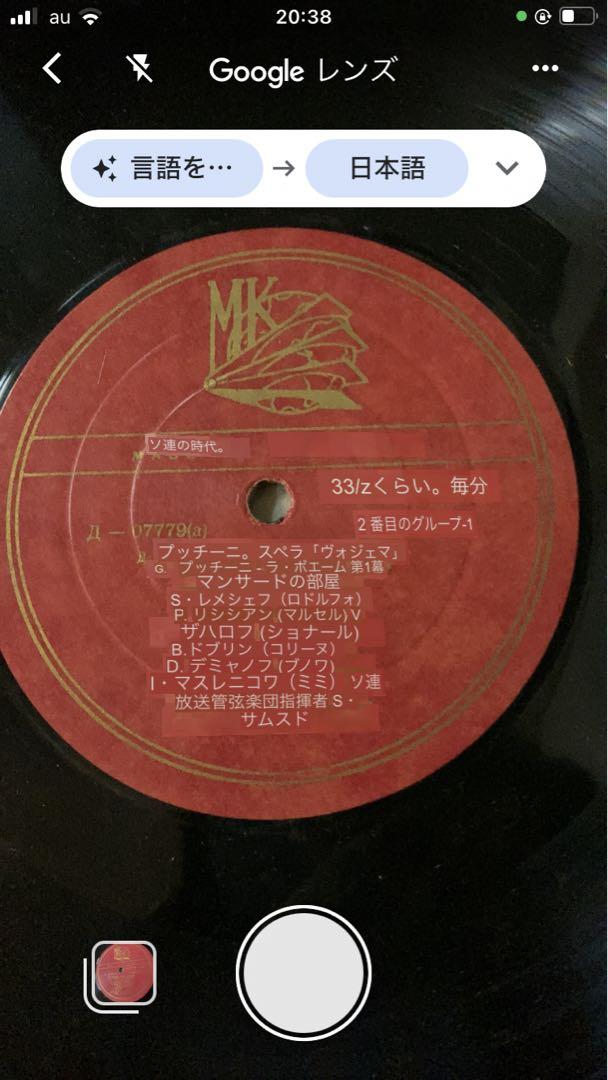 au 20:38
Google レンズ
言語を… → 日本語
MK
ソ連の時代。
33/zくらい。毎分
Д — 07779(a)
2番目のグループ-1
プッチーニ。スペラ「ヴォジェマ」
G. プッチーニ - ラ・ボエーム 第1幕
マンサードの部屋
S・レメシェフ（ロドルフォ）
P. リシシアン (マルセル) V
ザハロフ (ショナール)
B.ドブリン（コリーヌ）
D. デミャノフ (ブノワ)
I・マスレニコワ（ミミ） ソ連
放送管弦楽団指揮者 S・
サムスド